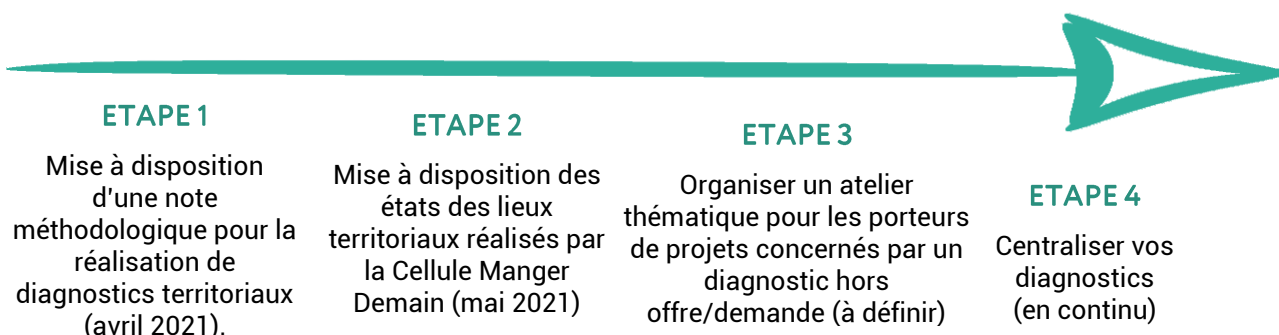 ETAPE 1
Mise à disposition
d'une note
méthodologique pour la
réalisation de
diagnostics territoriaux
(avril 2021).
ETAPE 2
Mise à disposition des
états des lieux
territoriaux réalisés par
la Cellule Manger
Demain (mai 2021)
ETAPE 3
Organiser un atelier
thématique pour les porteurs
de projets concernés par un
diagnostic hors
offre/demande (à définir)
ETAPE 4
Centraliser vos
diagnostics
(en continu)